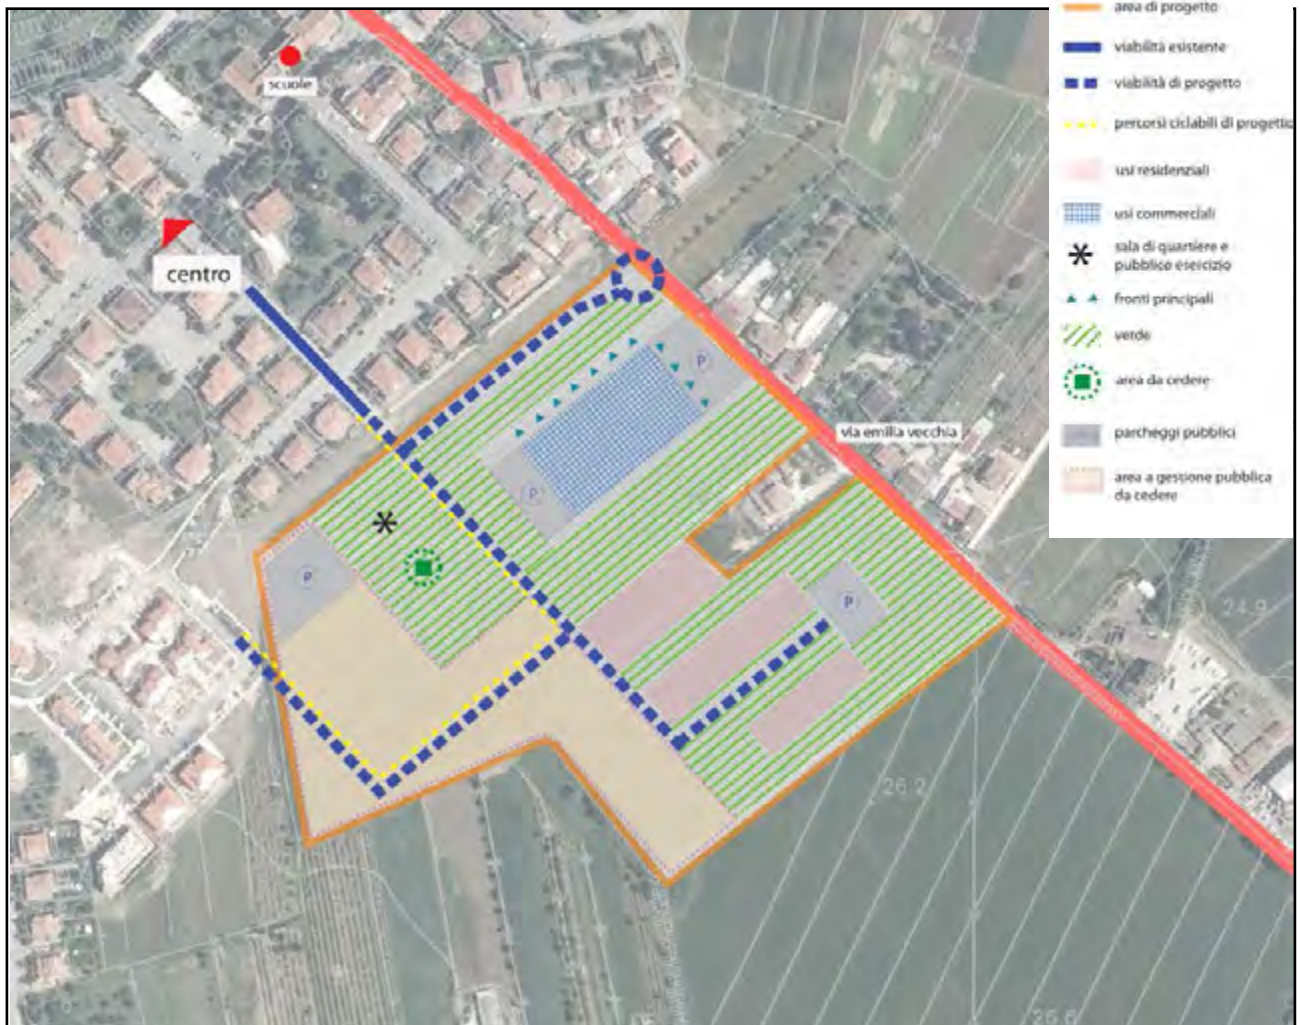 area di progetto
viabilità esistente
viabilità di progetto
percorsi ciclabili di progetto
usi residenziali
usi commerciali
sala di quartiere e
pubblico esercizio
fronti principali
verde
area da cedere
parcheggi pubblici
area a gestione pubblica
da cedere
scuole
centro
P
via emilia vecchia
P
P
P
24.9
26.2
26.6